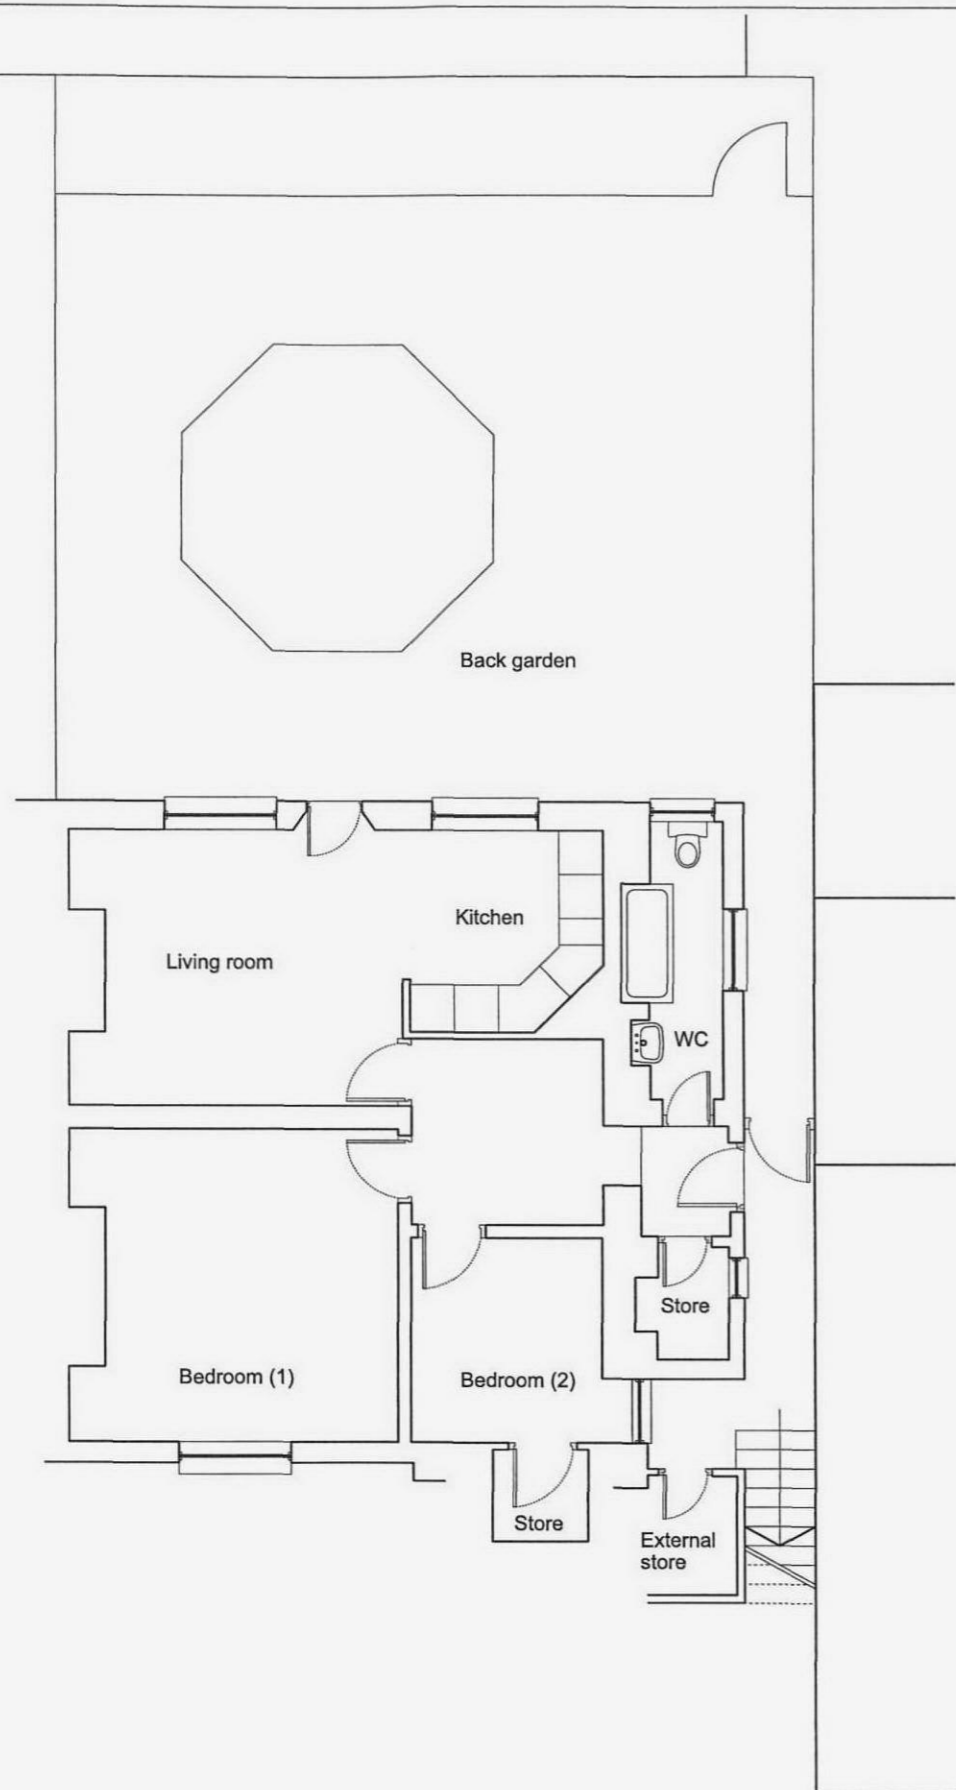 Back garden
Kitchen
Living room
WC
Store
Bedroom (1)
Bedroom (2)
Store
External
store